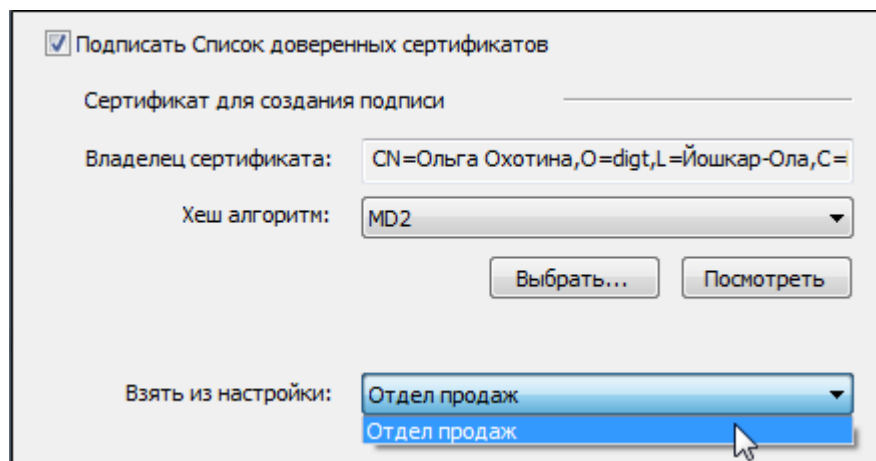 Подписать Список доверенных сертификатов
Сертификат для создания подписи
Владелец сертификата: CN=Ольга Охотина,O=digt,L=Йошкар-Ола,C=
Хеш алгоритм: MD2
Выбрать... Посмотреть
Взять из настройки: Отдел продаж
Отдел продаж